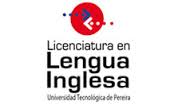 Licenciatura en
Lengua
Inglesa
Universidad Tecnológica de Pereira